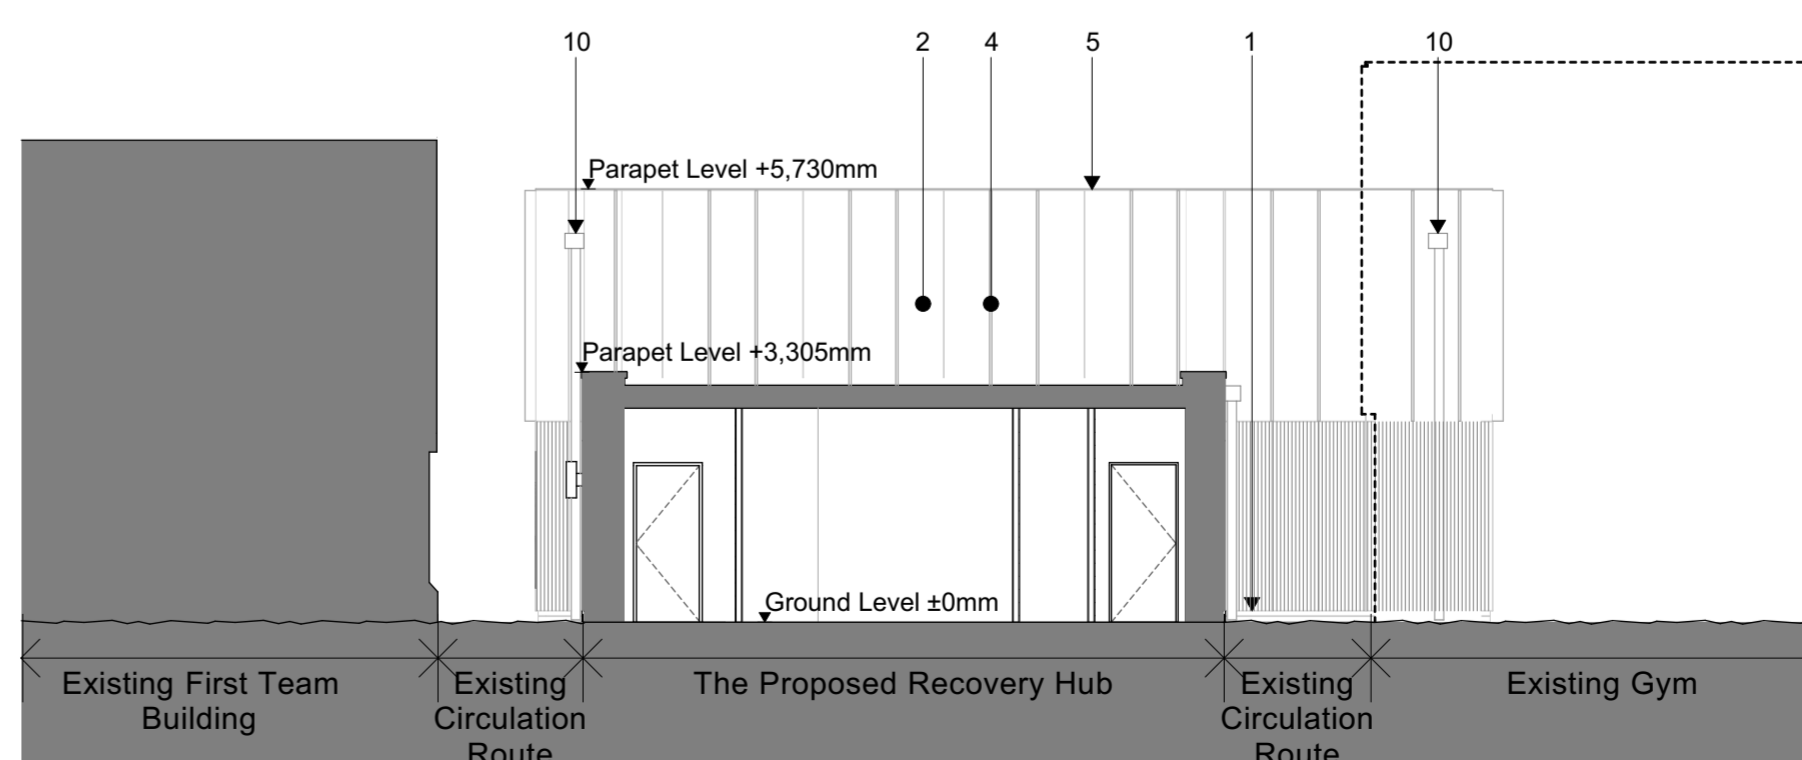 10
2
4
5
1
10
Parapet Level +5,730mm
Parapet Level +3,305mm
Ground Level ±0mm
Existing First Team
Building
Existing
Circulation
Route
The Proposed Recovery Hub
Existing
Circulation
Route
Existing Gym